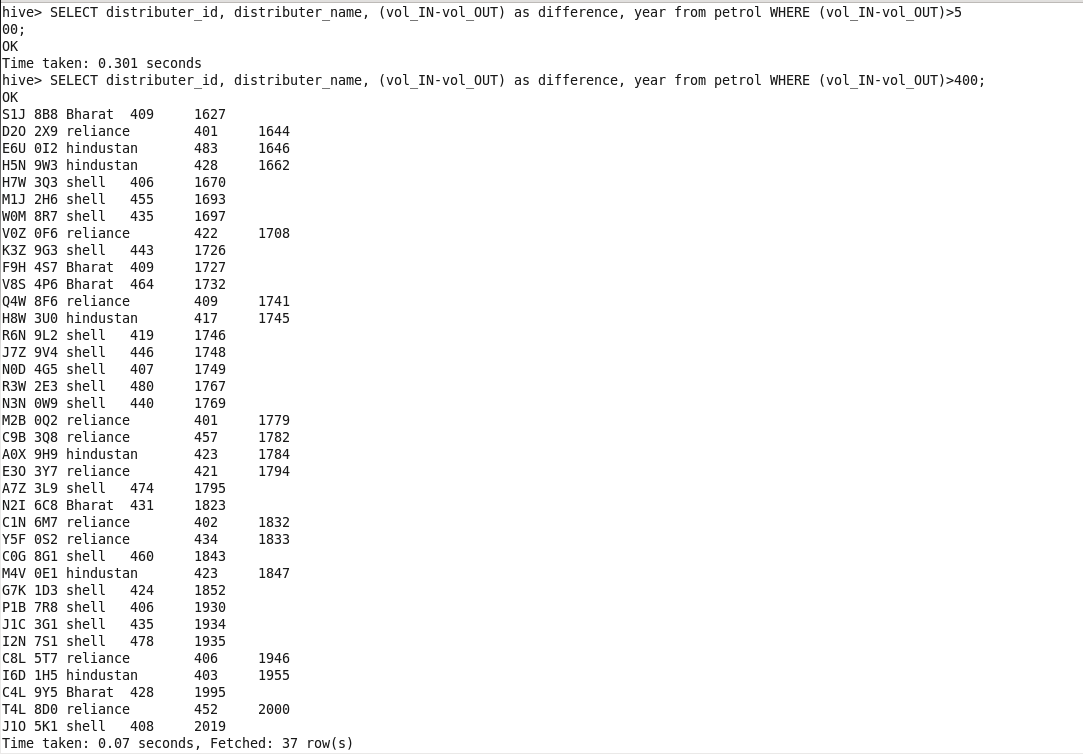 hive> SELECT distributer_id, distributer_name, (vol_IN-vol_OUT) as difference, year from petrol WHERE (vol_IN-vol_OUT)>5
00;
OK
Time taken: 0.301 seconds
hive> SELECT distributer_id, distributer_name, (vol_IN-vol_OUT) as difference, year from petrol WHERE (vol_IN-vol_OUT)>400;
OK
S1J 8B8 Bharat	409	1627
D2O 2X9 reliance	401	1644
E6U 0I2 hindustan	483	1646
H5N 9W3 hindustan	428	1662
H7W 3Q3 shell	406	1670
M1J 2H6 shell	455	1693
W0M 8R7 shell	435	1697
V0Z 0F6 reliance	422	1708
K3Z 9G3 shell	443	1726
F9H 4S7 Bharat	409	1727
V8S 4P6 Bharat	464	1732
Q4W 8F6 reliance	409	1741
H8W 3U0 hindustan	417	1745
R6N 9L2 shell	419	1746
J7Z 9V4 shell	446	1748
N0D 4G5 shell	407	1749
R3W 2E3 shell	480	1767
N3N 0W9 shell	440	1769
M2B 0Q2 reliance	401	1779
C9B 3Q8 reliance	457	1782
A0X 9H9 hindustan	423	1784
E3O 3Y7 reliance	421	1794
A7Z 3L9 shell	474	1795
N2I 6C8 Bharat	431	1823
C1N 6M7 reliance	402	1832
Y5F 0S2 reliance	434	1833
C0G 8G1 shell	460	1843
M4V 0E1 hindustan	423	1847
G7K 1D3 shell	424	1852
P1B 7R8 shell	406	1930
J1C 3G1 shell	435	1934
I2N 7S1 shell	478	1935
C8L 5T7 reliance	406	1946
I6D 1H5 hindustan	403	1955
C4L 9Y5 Bharat	428	1995
T4L 8D0 reliance	452	2000
J1O 5K1 shell	408	2019
Time taken: 0.07 seconds, Fetched: 37 row(s)